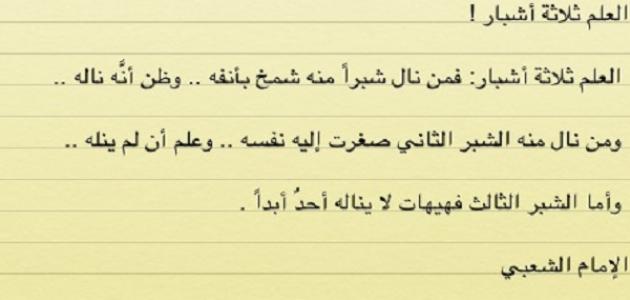 العلم ثلاثة أشبار !
العلم ثلاثة أشبار: فمن نال شبراً منه شمخ بأنفه .. وظن أنَّه ناله ..
ومن نال منه الشبر الثاني صغرت إليه نفسه .. وعلم أن لم ينله ..
وأما الشبر الثالث فهيهات لا يناله أحدُ أبداً .
الإمام الشعبي